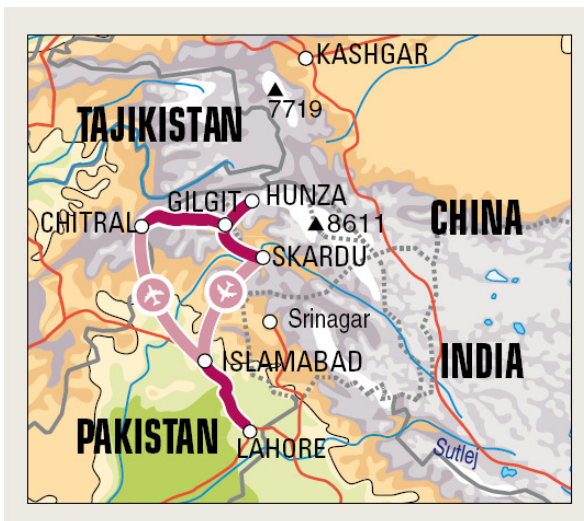 KASHGAR
7719
TAJIKISTAN
GILGIT
HUNZA
CHITRAL
8611
CHINA
SKARDU
Srinagar
ISLAMABAD
INDIA
PAKISTAN
LAHORE
Sutlej